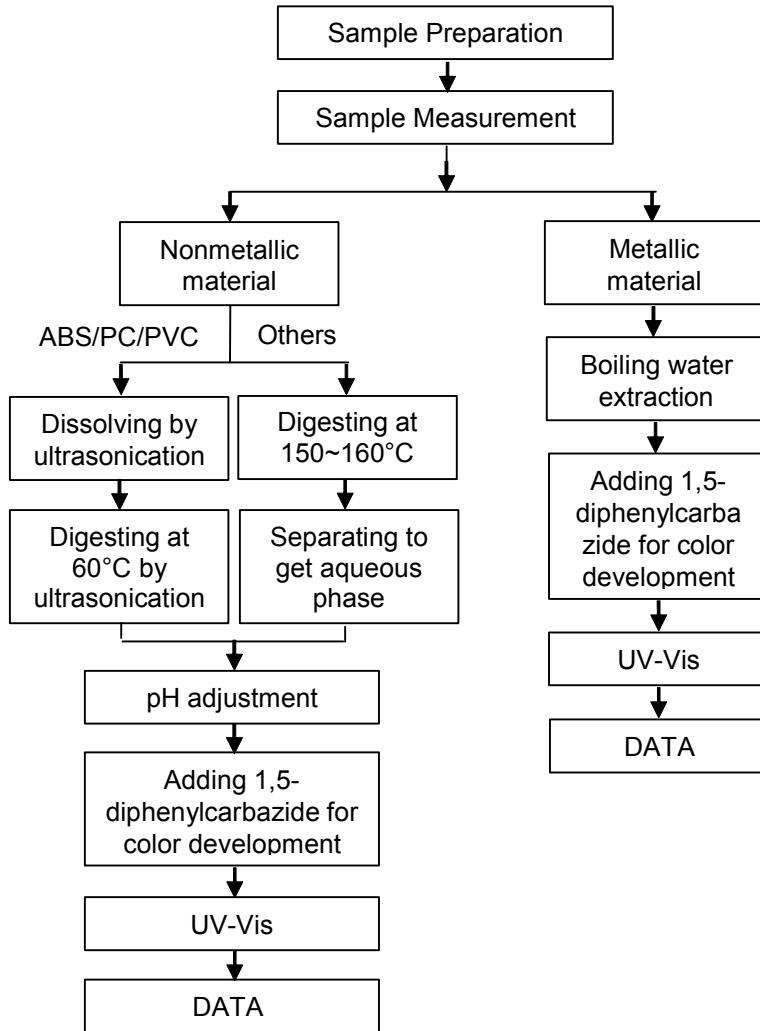 Sample Preparation
Sample Measurement
Nonmetallic
material
ABS/PC/PVC
Others
Dissolving by
ultrasonication
Digesting at
60°C by
ultrasonication
Digesting at
150~160°C
Separating to
get aqueous
phase
pH adjustment
Adding 1,5-
diphenylcarbazide for
color development
UV-Vis
DATA
Metallic
material
Boiling water
extraction
Adding 1,5-
diphenylcarba
zide for color
development
UV-Vis
DATA